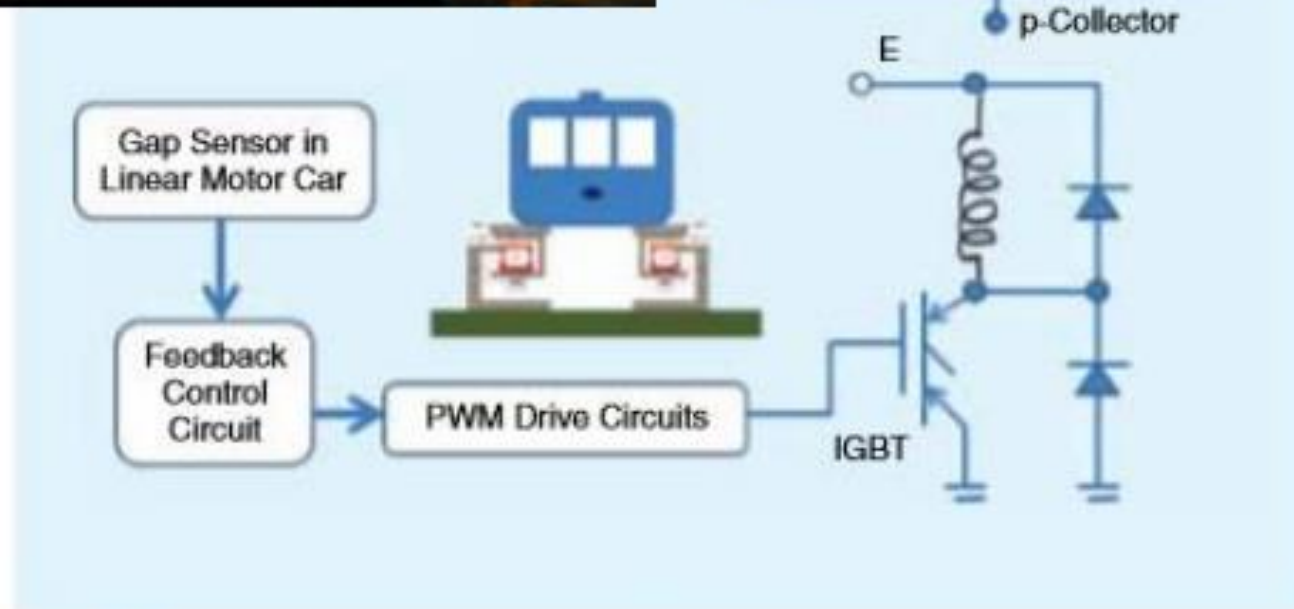 p-Collector
E
Gap Sensor in
Linear Motor Car
Feedback
Control
Circuit
PWM Drive Circuits
IGBT